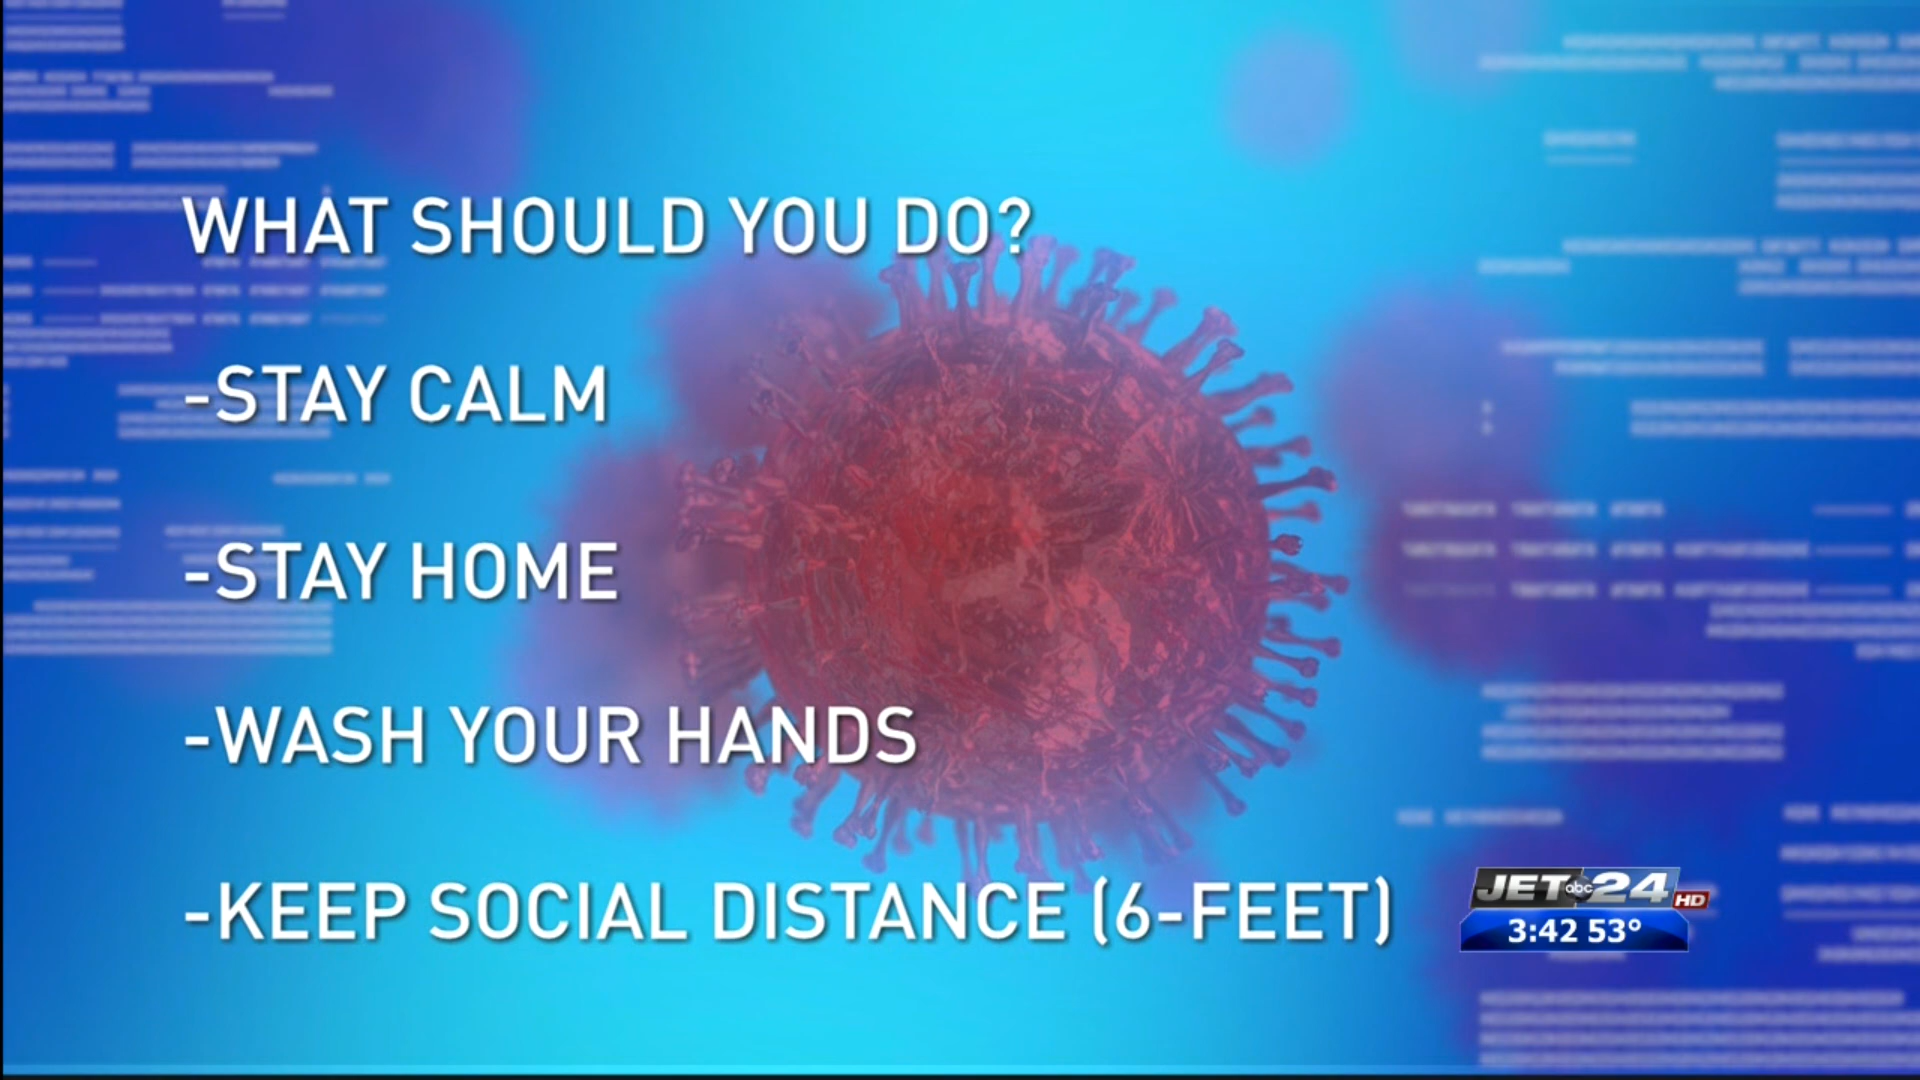 WHAT SHOULD YOU DO?
-STAY CALM
-STAY HOME
-WASH YOUR HANDS
-KEEP SOCIAL DISTANCE (6-FEET)
JET abc 24 HD
3:42 53°